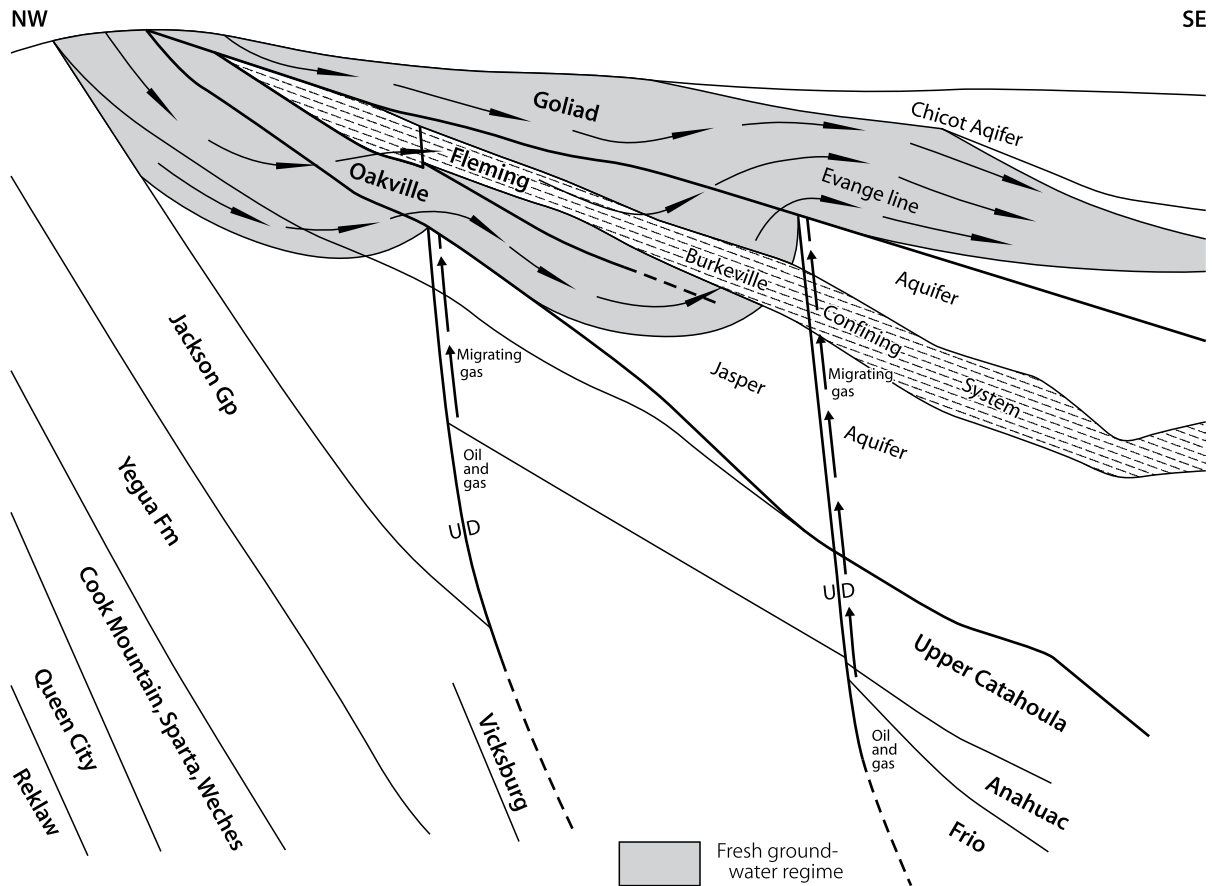 NW
SE
Goliad
Chicot Aqifer
Fleming
Oakville
Evange line
Burkeville
Aquifer
Confining
System
Jackson Gp
Migrating
gas
Jasper
Migrating
gas
Aquifer
Yegua Fm
Oil
and
gas
U D
U D
Cook Mountain, Sparta, Weches
Queen City
Reklaw
Vicksburg
Upper Catahoula
Oil
and
gas
Anahuac
Frio
Fresh ground-
water regime